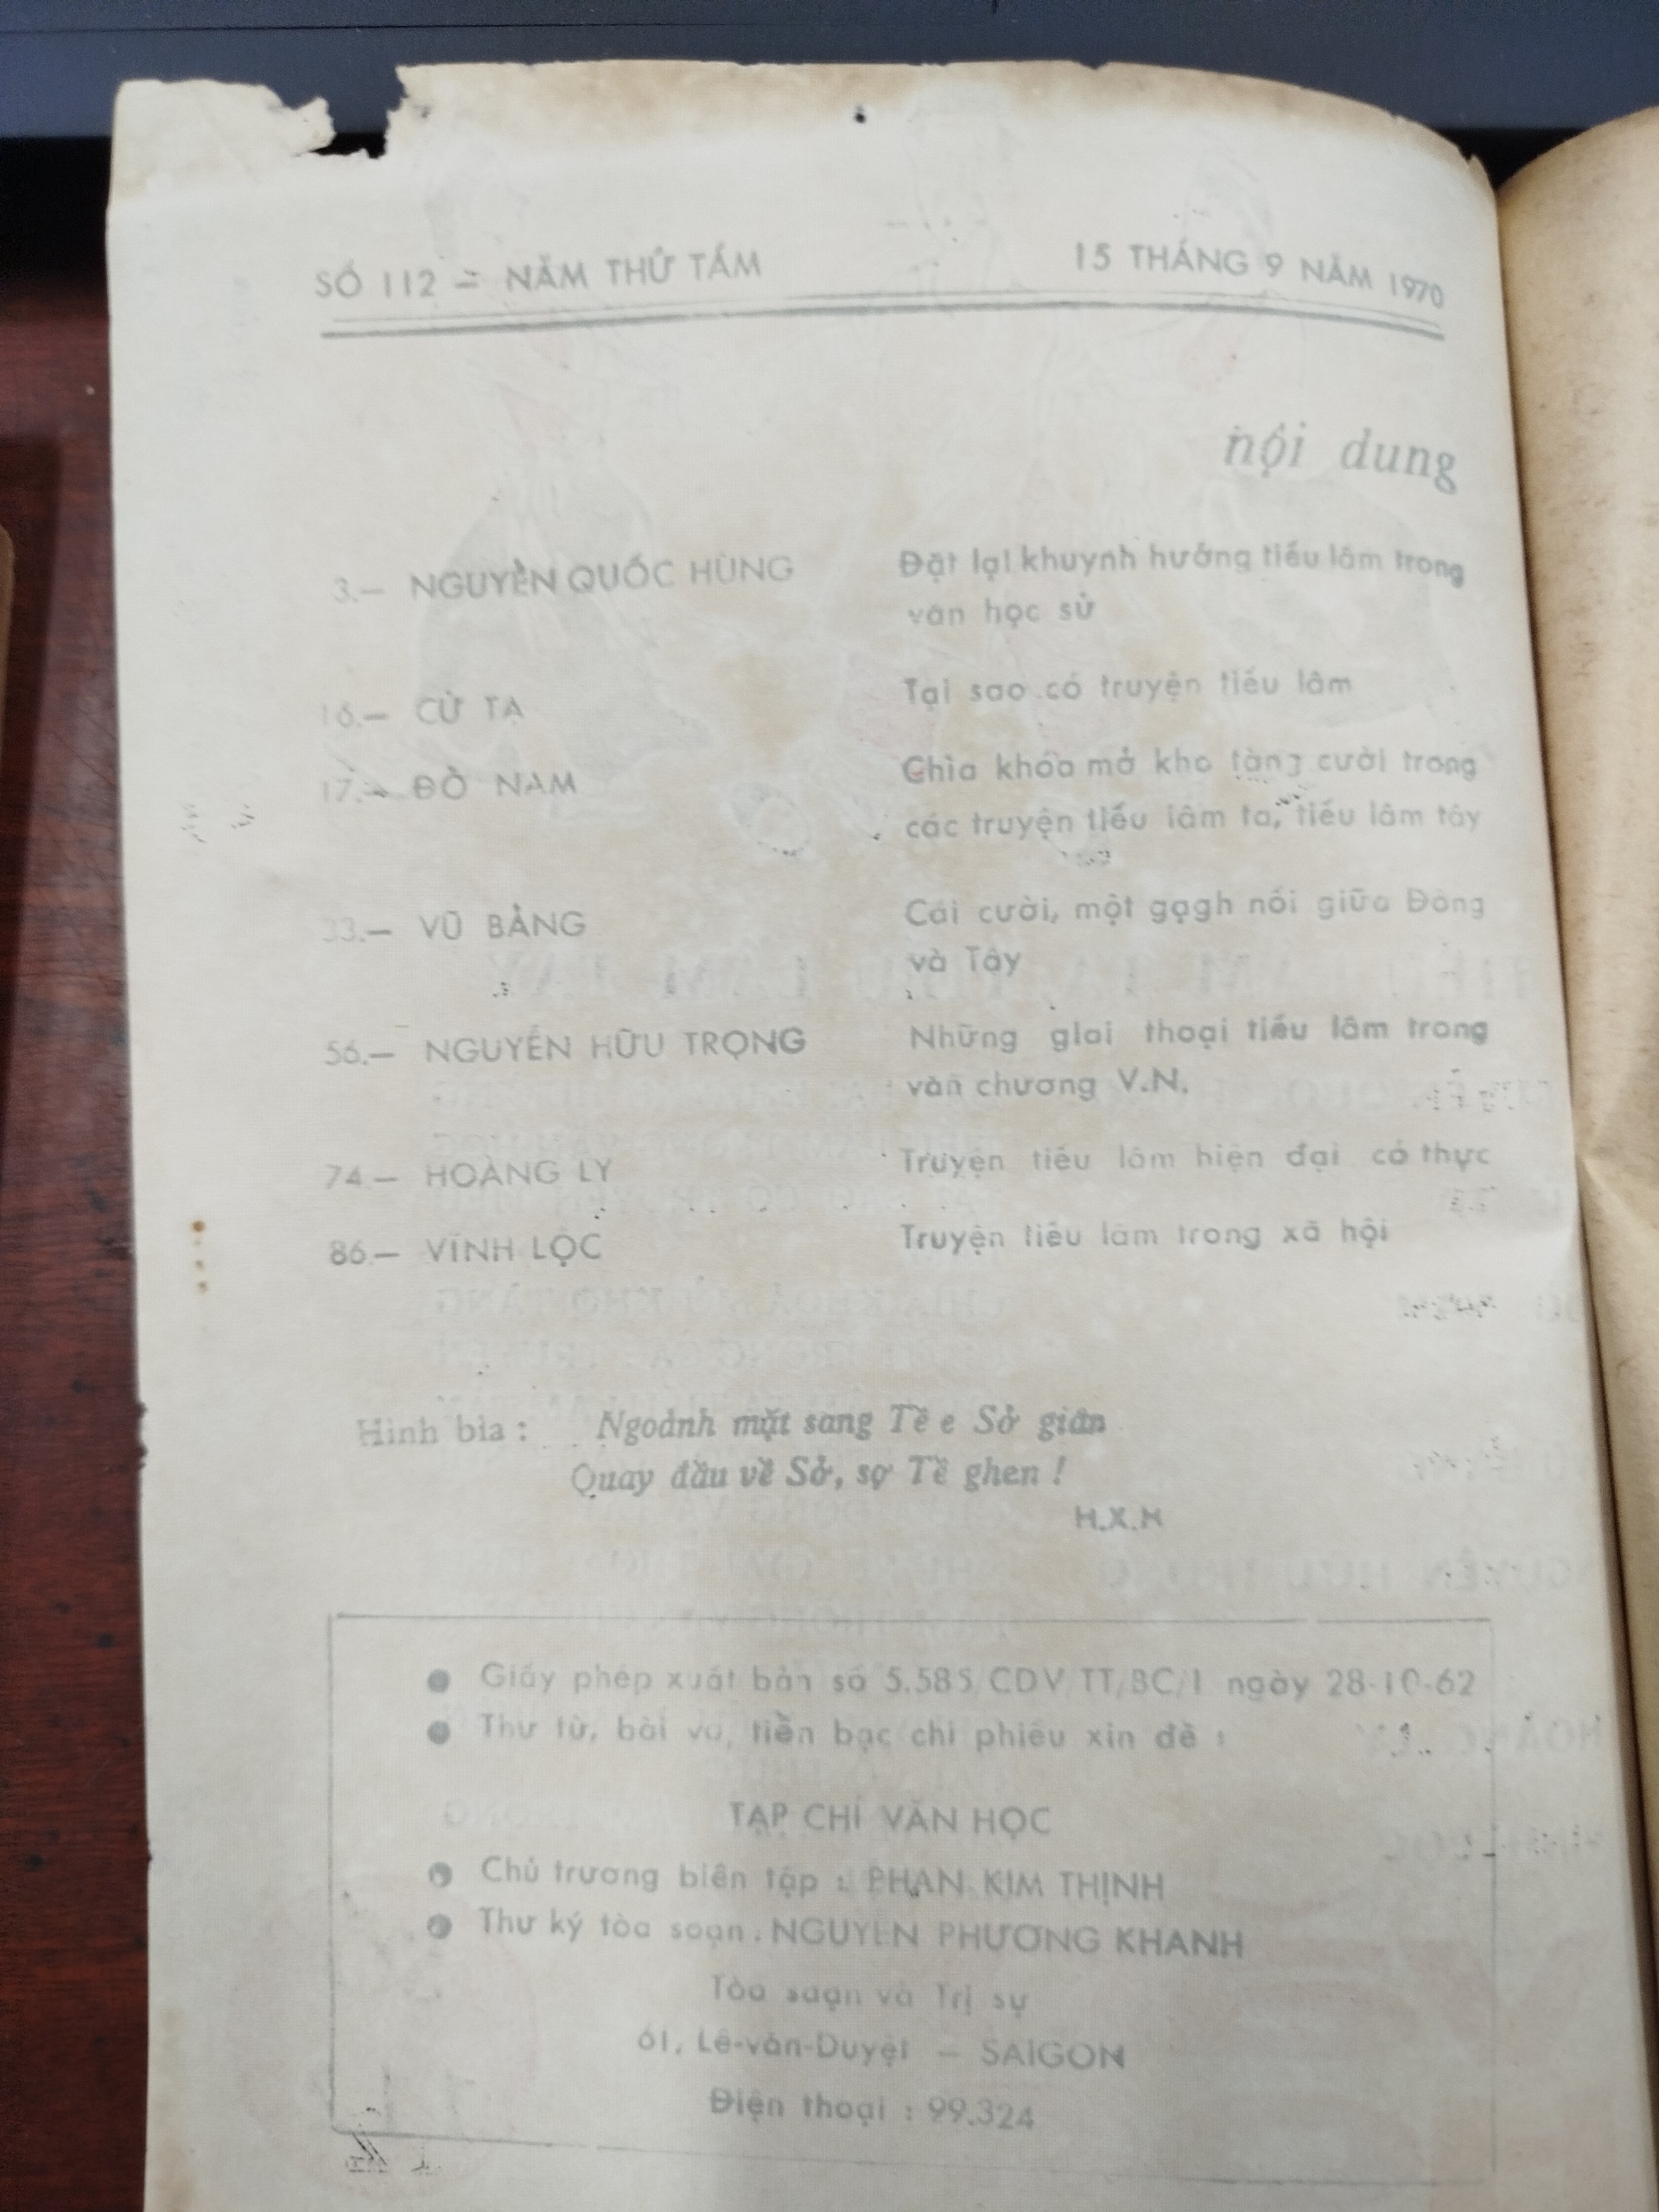 SỐ 112 — NĂM THỨ TÁM
15 THÁNG 9 NĂM 1970
nội dung
3.— NGUYỄN QUỐC HÙNG
Đặt lại khuynh hướng tiếu lâm trong
văn học sử
16.— CỬ TẠ
Tại sao có truyện tiếu lâm
17.— ĐỒ NAM
Chìa khóa mở kho tàng cười trong
các truyện tiếu lâm ta, tiếu lâm tây
33.— VŨ BẰNG
Cái cười, một gạgh nối giữa Đông
và Tây
56.— NGUYỄN HỮU TRỌNG
Những giai thoại tiếu lâm trong
văn chương V.N.
74— HOÀNG LY
Truyện tiếu lâm hiện đại có thực
86— VĨNH LỘC
Truyện tiếu lâm trong xã hội
Hình bìa : Ngoảnh mặt sang Tề e Sở giận
Quay đầu về Sở, sợ Tề ghen !
H.X.H
● Giấy phép xuất bản số 5.585/CDV/TT/BC/1 ngày 28-10-62
● Thư từ, bài vở, tiền bạc chi phiếu xin đề :
TẠP CHÍ VĂN HỌC
● Chủ trương biên tập : PHAN KIM THỊNH
● Thư ký tòa soạn : NGUYỄN PHƯƠNG KHANH
Tòa soạn và Trị sự
61, Lê-văn-Duyệt — SAIGON
Điện thoại : 99.324